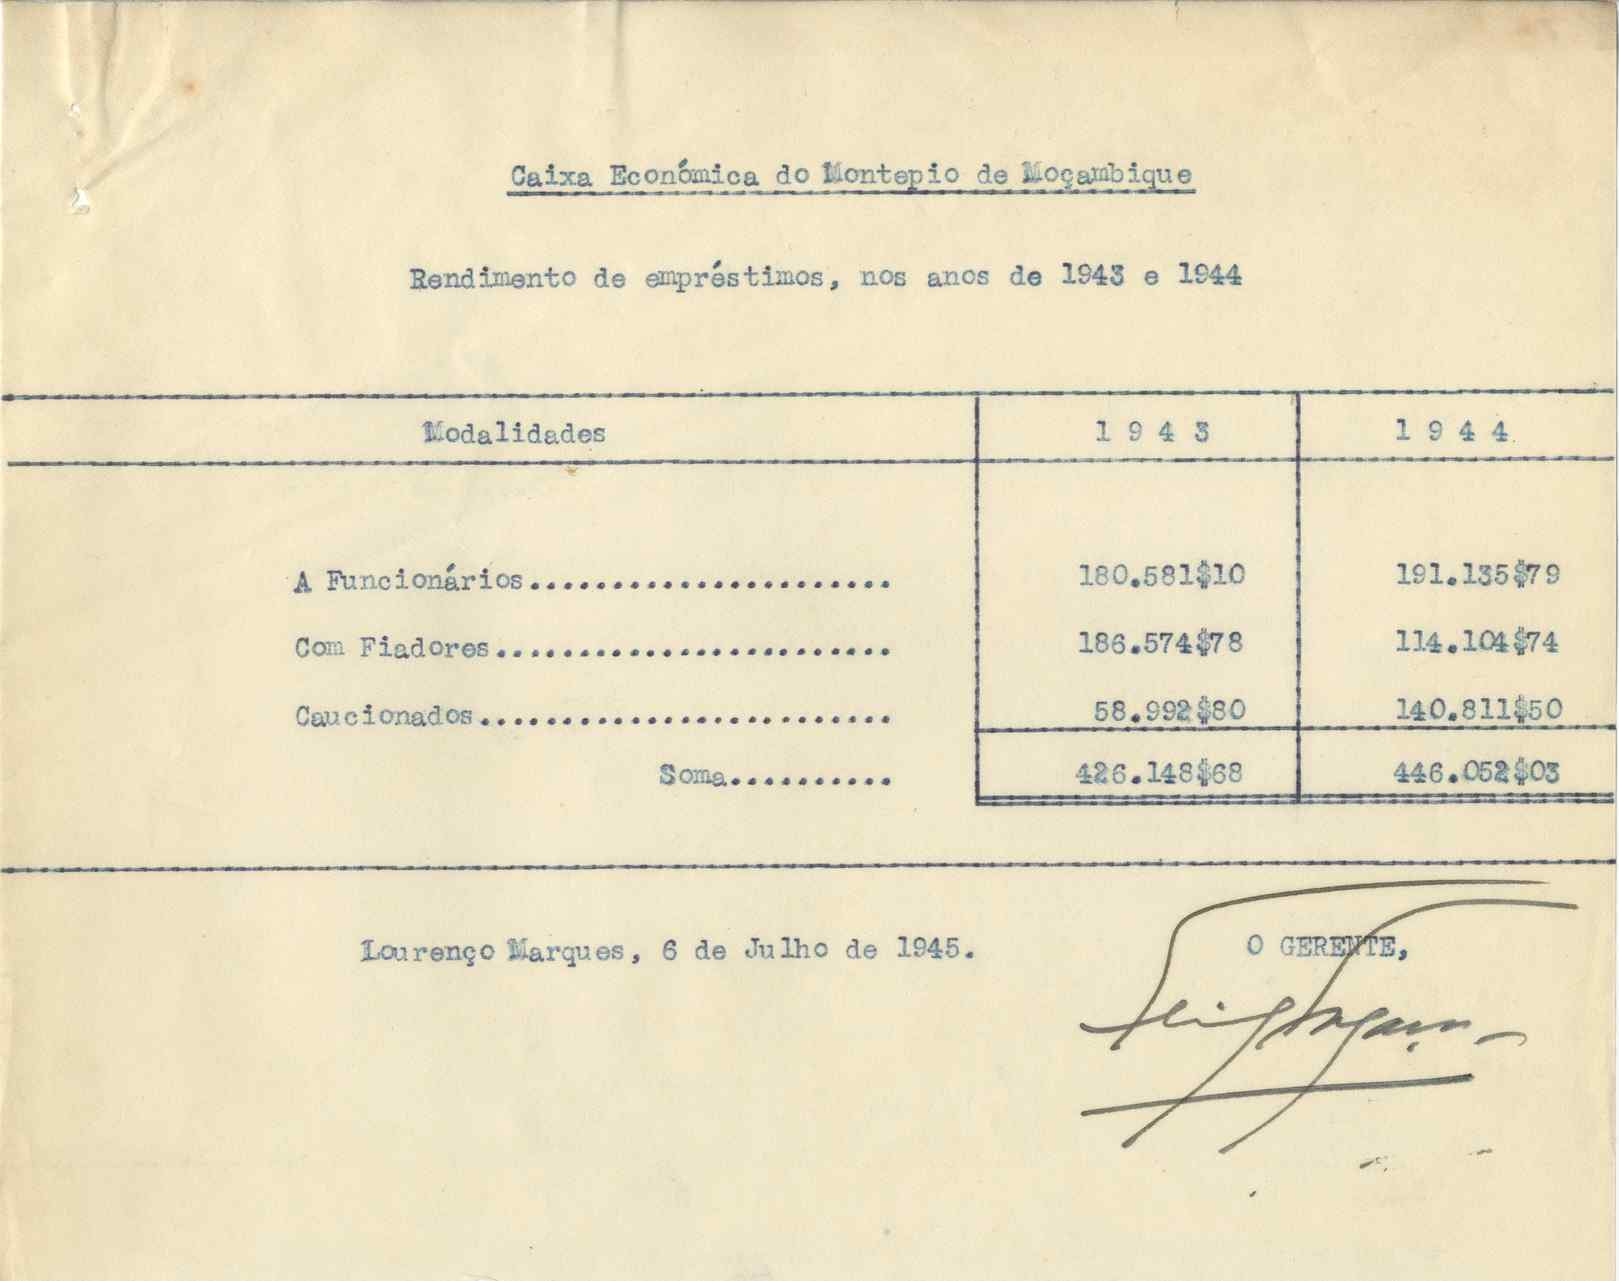 Caixa Económica do Montepio de Moçambique
Rendimento de empréstimos, nos anos de 1943 e 1944
Modalidades 1 9 4 3 1 9 4 4
A Funcionários...................... 180.581$10 191.135$79
Com Fiadores........................ 186.574$78 114.104$74
Caucionados......................... 58.992$80 140.811$50
Soma.......... 426.148$68 446.052$03
Lourenço Marques, 6 de Julho de 1945. O GERENTE,